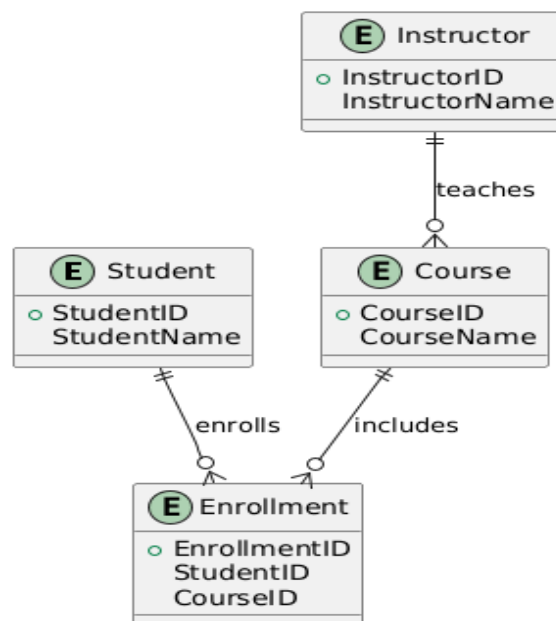 E Instructor
InstructorID
InstructorName
teaches
E Student
StudentID
StudentName
E Course
CourseID
CourseName
enrolls
includes
E Enrollment
EnrollmentID
StudentID
CourseID